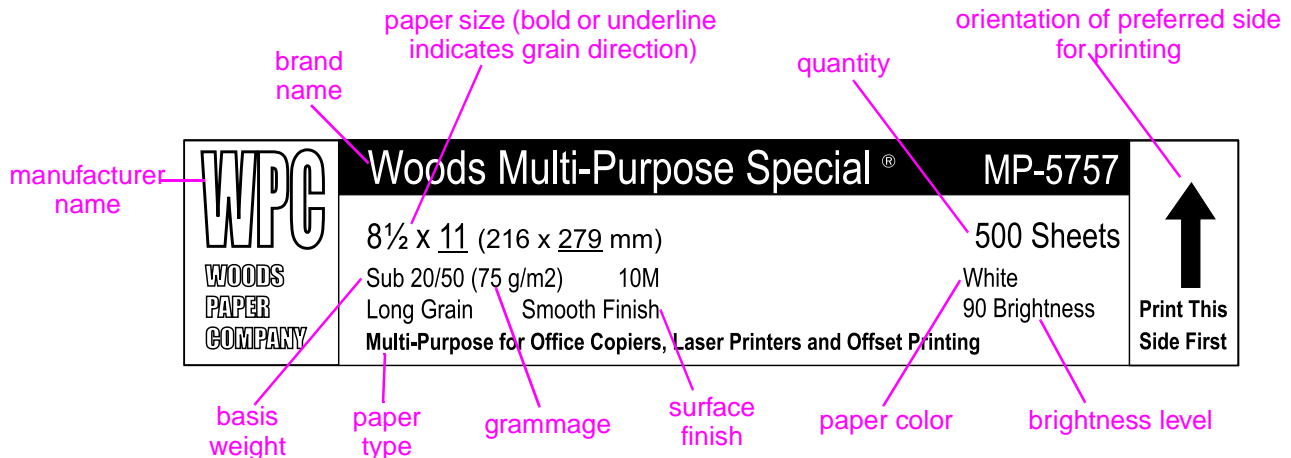 paper size (bold or underline
indicates grain direction)
orientation of preferred side
for printing
brand
name
quantity
manufacturer
name
WPC
WOODS
PAPER
COMPANY
Woods Multi-Purpose Special ® MP-5757
8½ x 11 (216 x 279 mm) 500 Sheets
Sub 20/50 (75 g/m2) 10M White
Long Grain Smooth Finish 90 Brightness
Multi-Purpose for Office Copiers, Laser Printers and Offset Printing
Print This
Side First
basis
weight
paper
type
grammage
surface
finish
paper color
brightness level